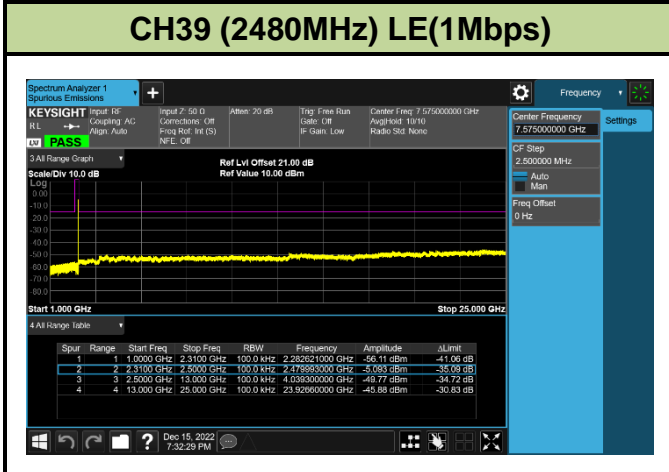 CH39 (2480MHz) LE(1Mbps)
Spectrum Analyzer 1
Spurious Emissions
+
Frequency
KEYSIGHT
RL
LXI
PASS
Input: RF
Coupling: AC
Align: Auto
Input Z: 50 Ω
Corrections: Off
Freq Ref: Int (S)
NFE: Off
Atten: 20 dB
Trig: Free Run
Gate: Off
IF Gain: Low
Center Freq: 7.575000000 GHz
Avg|Hold: 10/10
Radio Std: None
Center Frequency
7.575000000 GHz
Settings
CF Step
2.500000 MHz
Auto
Man
Freq Offset
0 Hz
3 All Range Graph
Scale/Div 10.0 dB
Ref Lvl Offset 21.00 dB
Ref Value 10.00 dBm
Log
0.00
-10.0
-20.0
-30.0
-40.0
-50.0
-60.0
-70.0
-80.0
Start 1.000 GHz
Stop 25.000 GHz
4 All Range Table
Spur Range Start Freq Stop Freq RBW Frequency Amplitude ΔLimit
1 1 1.0000 GHz 2.3100 GHz 100.0 kHz 2.282621000 GHz -56.11 dBm -41.06 dB
2 2 2.3100 GHz 2.5000 GHz 100.0 kHz 2.479993000 GHz -5.093 dBm -35.09 dB
3 3 2.5000 GHz 13.000 GHz 100.0 kHz 4.039300000 GHz -49.77 dBm -34.72 dB
4 4 13.000 GHz 25.000 GHz 100.0 kHz 23.92660000 GHz -45.88 dBm -30.83 dB
?
Dec 15, 2022
7:32:29 PM